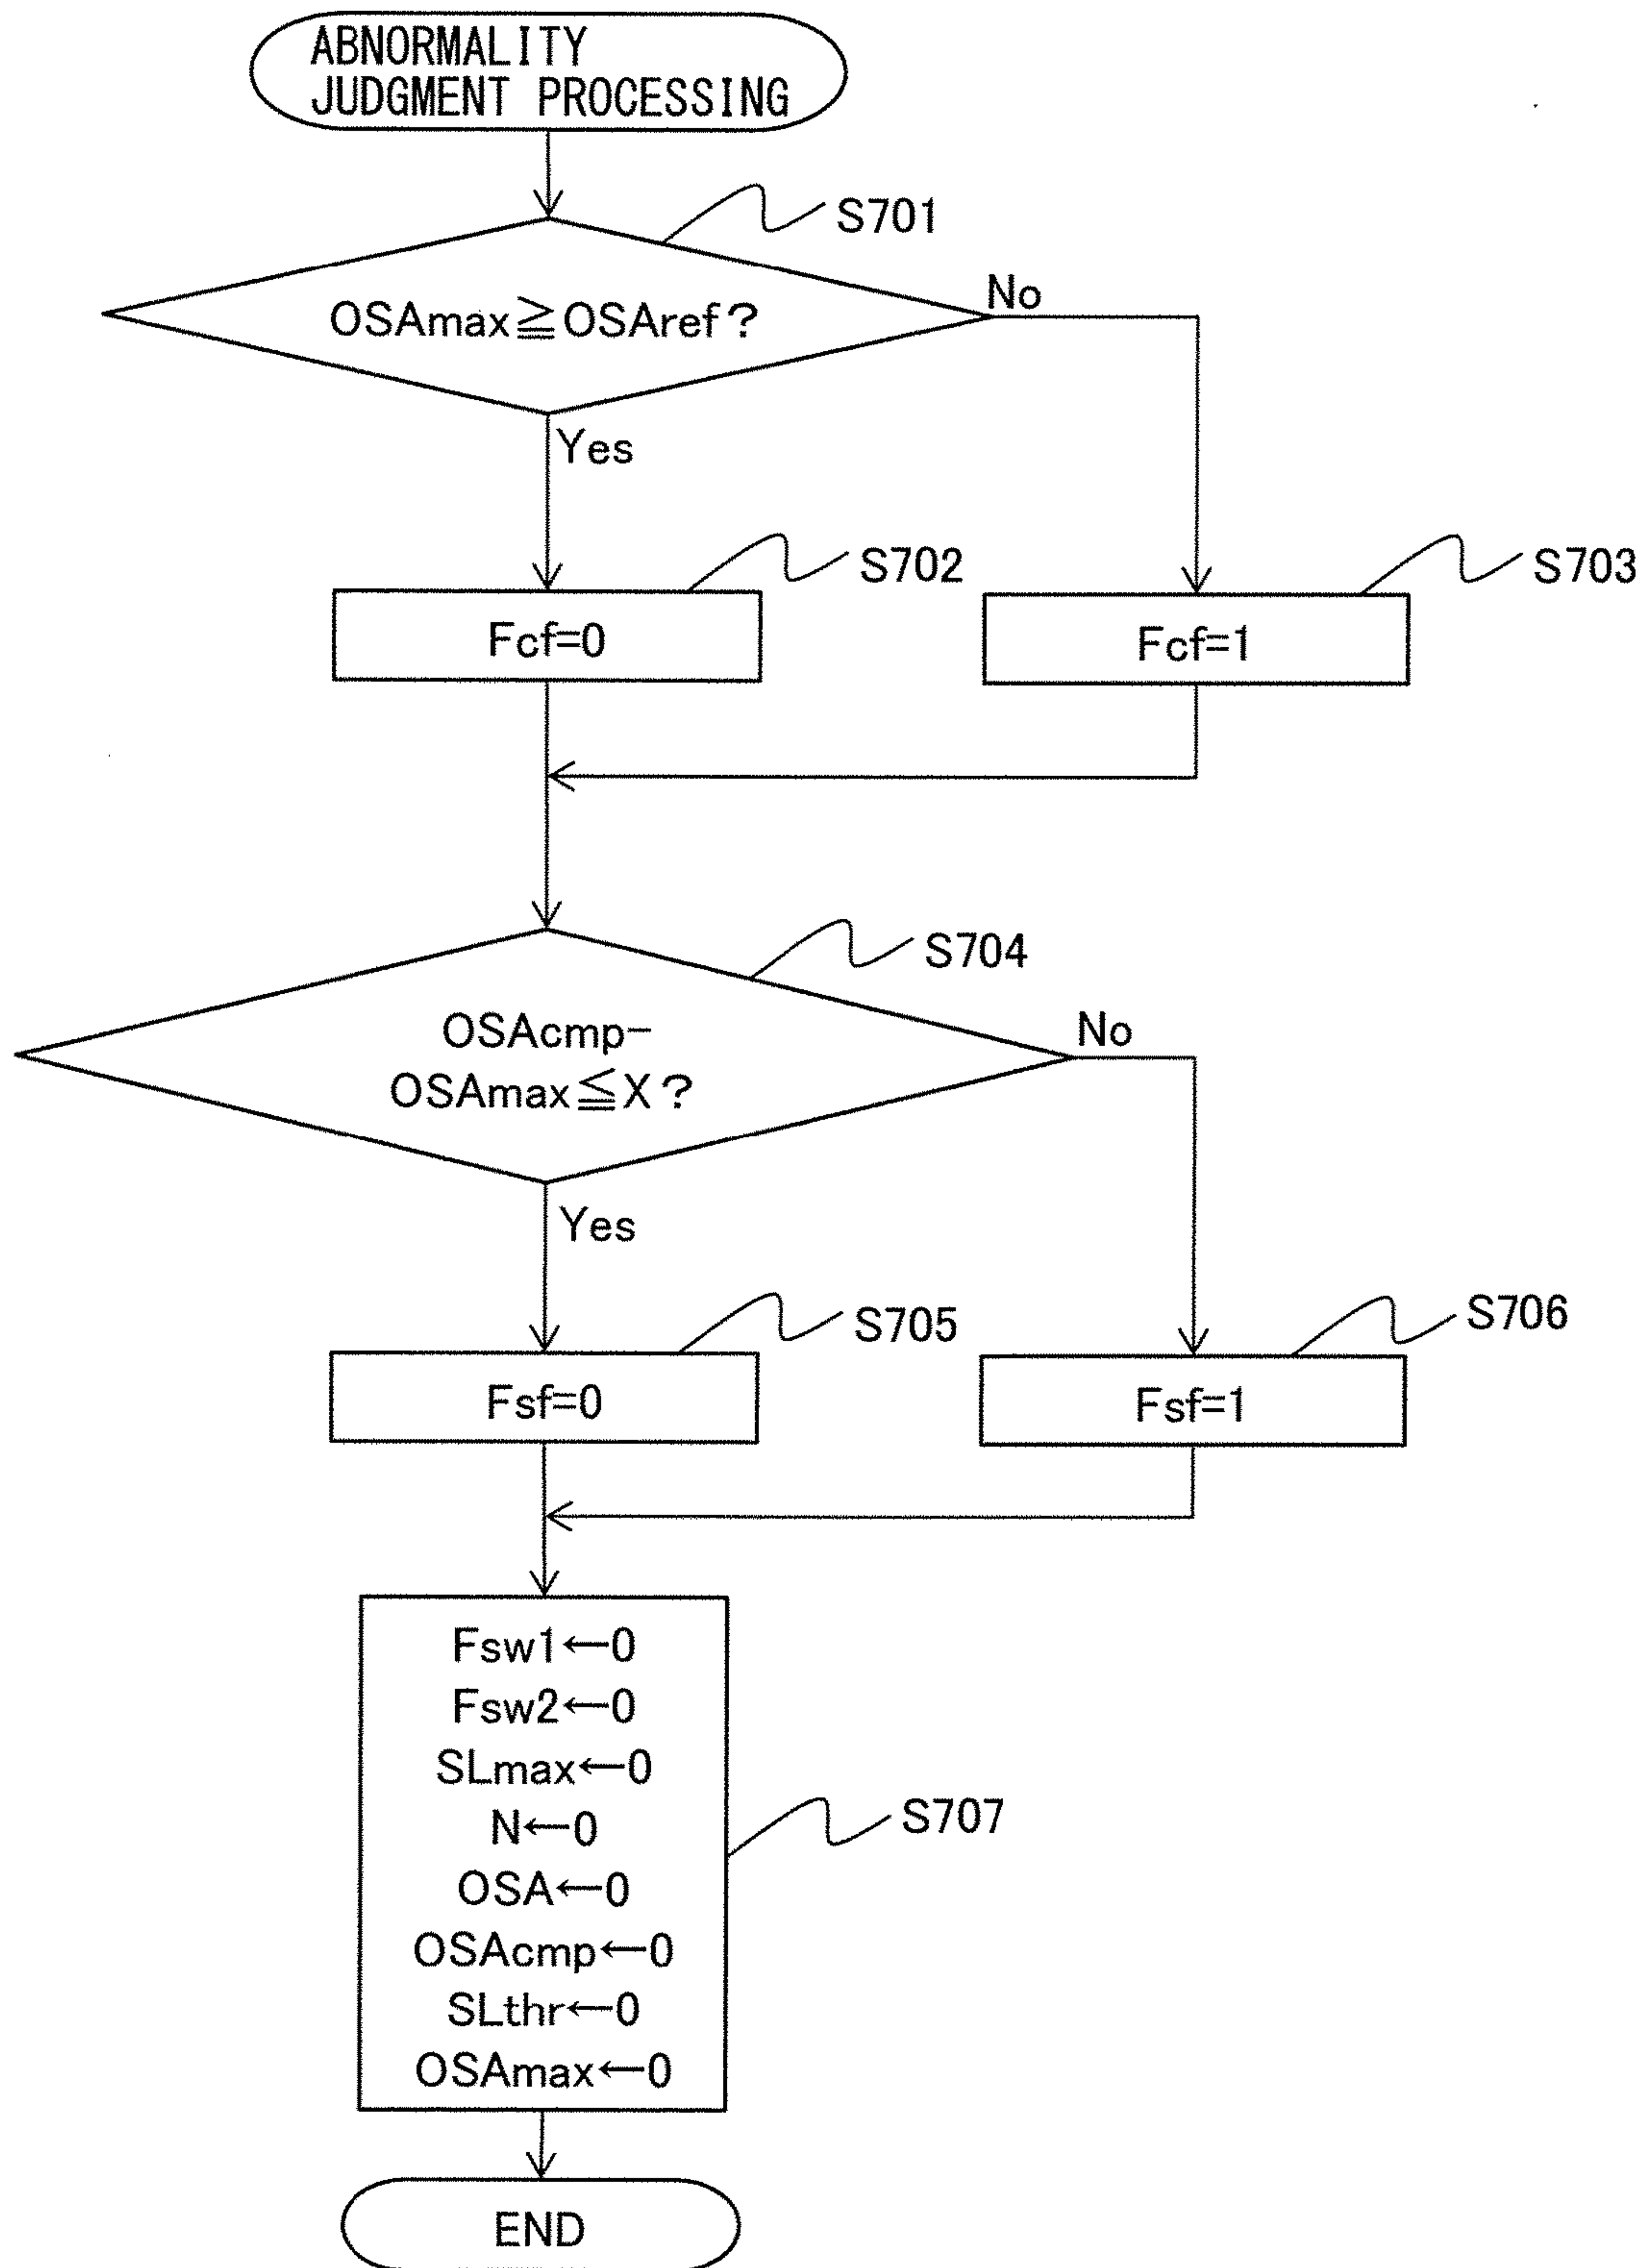 ABNORMALITY
JUDGMENT PROCESSING
S701
OSAmax≧OSAref?
No
Yes
S702
S703
Fcf=0
Fcf=1
S704
OSAcmp-
OSAmax≦X?
No
Yes
S705
S706
Fsf=0
Fsf=1
Fsw1←0
Fsw2←0
SLmax←0
N←0
S707
OSA←0
OSAcmp←0
SLthr←0
OSAmax←0
END